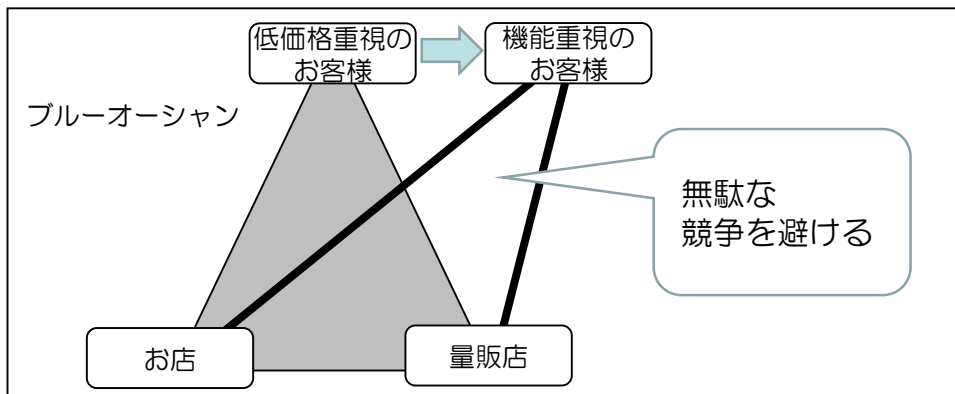 低価格重視の
お客様
機能重視の
お客様
ブルーオーシャン
無駄な
競争を避ける
お店
量販店